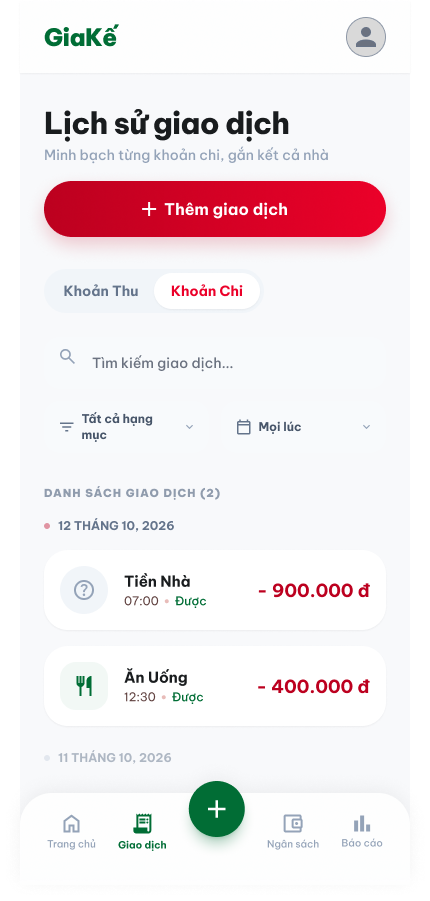 GiaKế
Lịch sử giao dịch
Minh bạch từng khoản chi, gắn kết cả nhà
+ Thêm giao dịch
Khoản Thu
Khoản Chi
Tìm kiếm giao dịch...
Tất cả hạng
mục
Mọi lúc
DANH SÁCH GIAO DỊCH (2)
12 THÁNG 10, 2026
Tiền Nhà
07:00 • Được
- 900.000 đ
Ăn Uống
12:30 • Được
- 400.000 đ
11 THÁNG 10, 2026
Trang chủ
Giao dịch
Ngân sách
Báo cáo